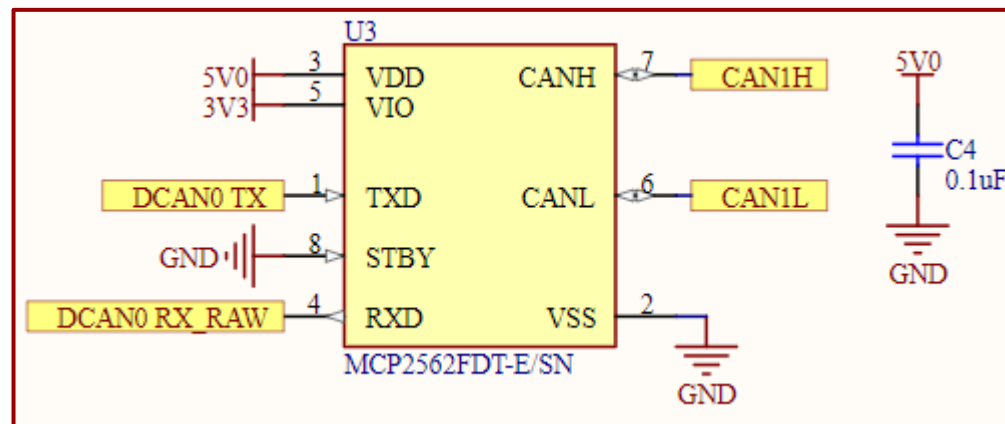 U3
5V0 3 VDD CANH 7 CAN1H
3V3 5 VIO
DCAN0 TX 1 TXD CANL 6 CAN1L
GND 8 STBY
DCAN0 RX_RAW 4 RXD VSS 2
MCP2562FDT-E/SN
GND
5V0
C4
0.1uF
GND